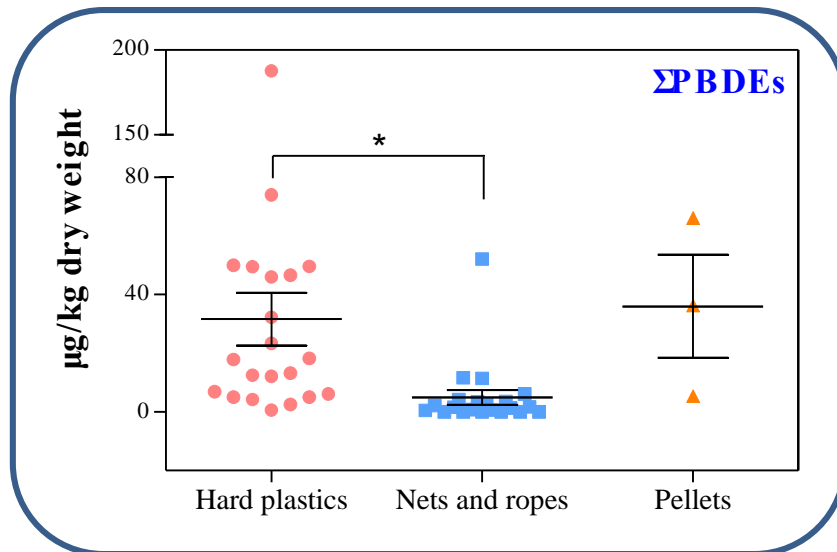 200
ΣPBDEs
150
*
80
40
0
µg/kg dry weight
Hard plastics Nets and ropes Pellets